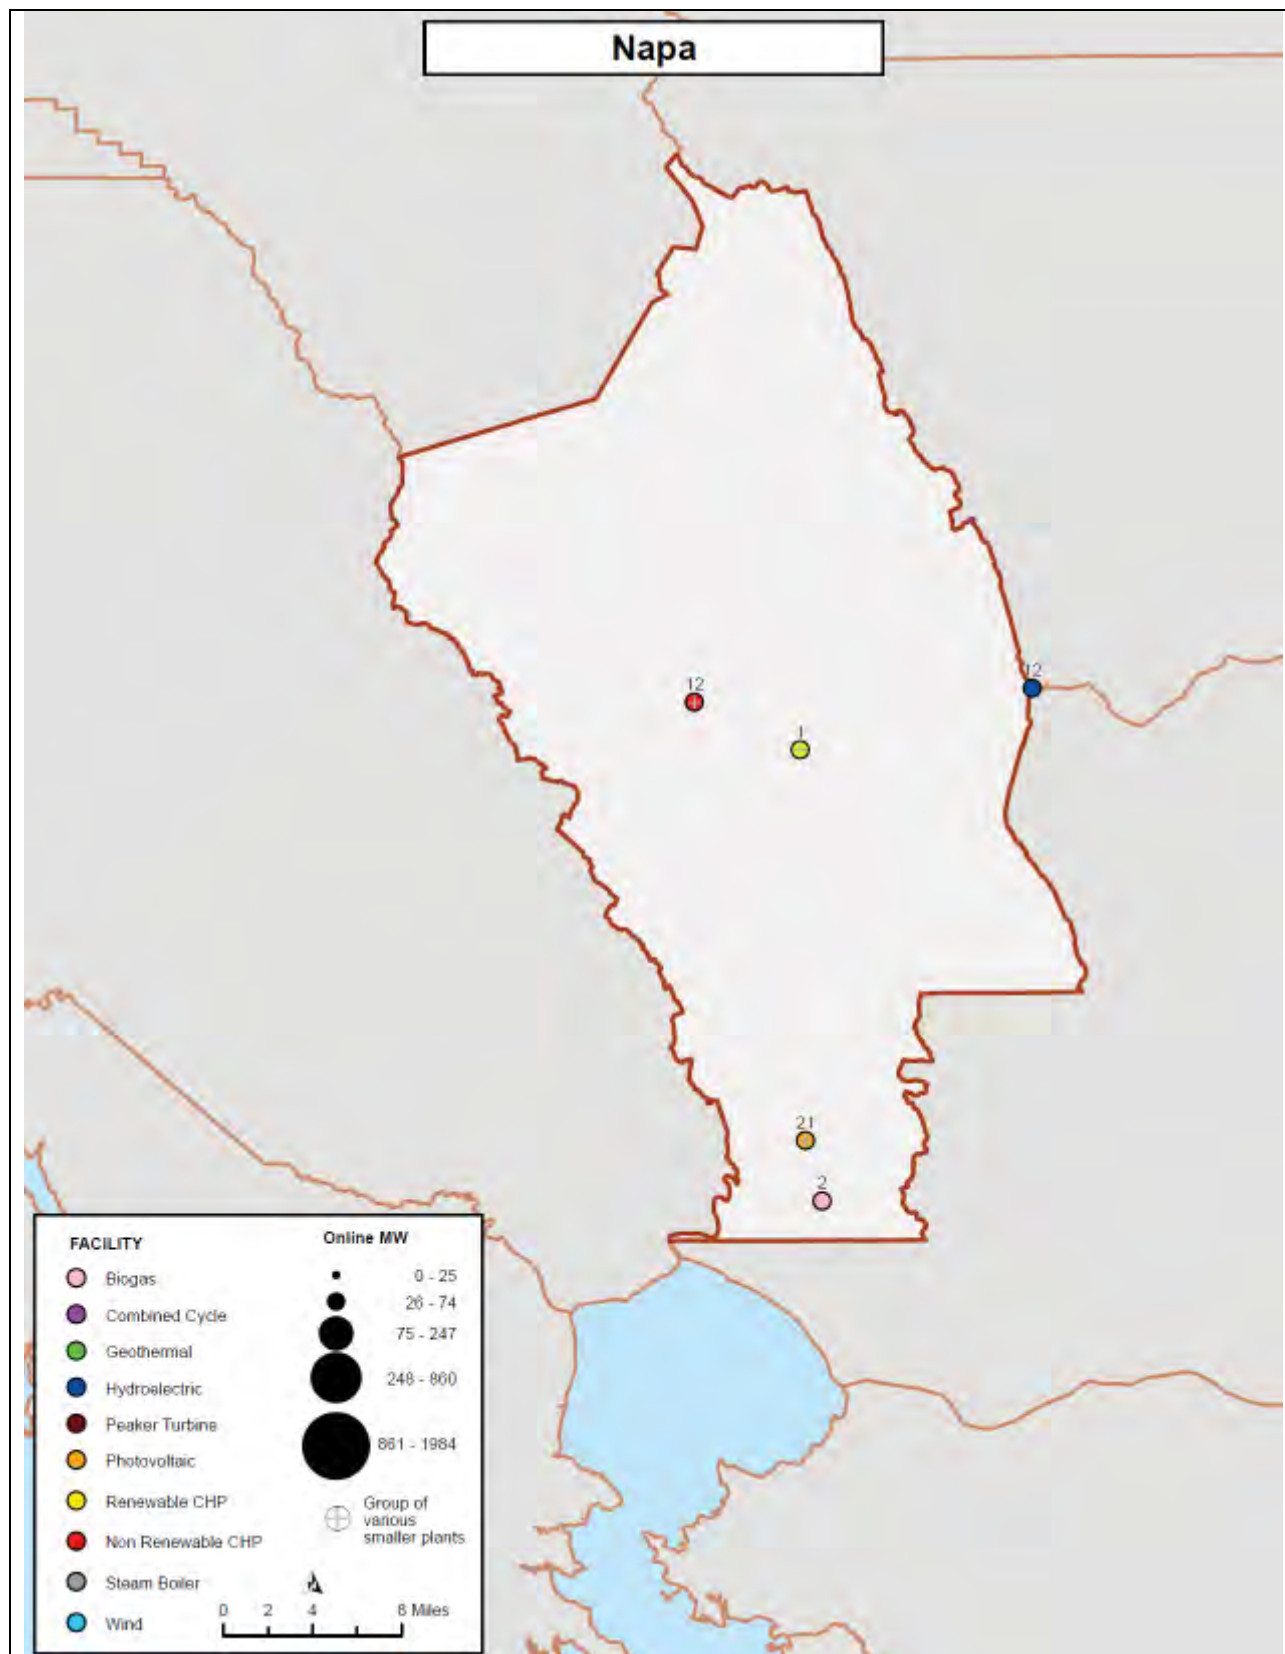 Napa
12
12
1
21
2
FACILITY
Online MW
Biogas
Combined Cycle
Geothermal
Hydroelectric
Peaker Turbine
Photovoltaic
Renewable CHP
Non Renewable CHP
Steam Boiler
Wind
0 - 25
26 - 74
75 - 247
248 - 860
861 - 1984
Group of
various
smaller plants
0 2 4 8 Miles